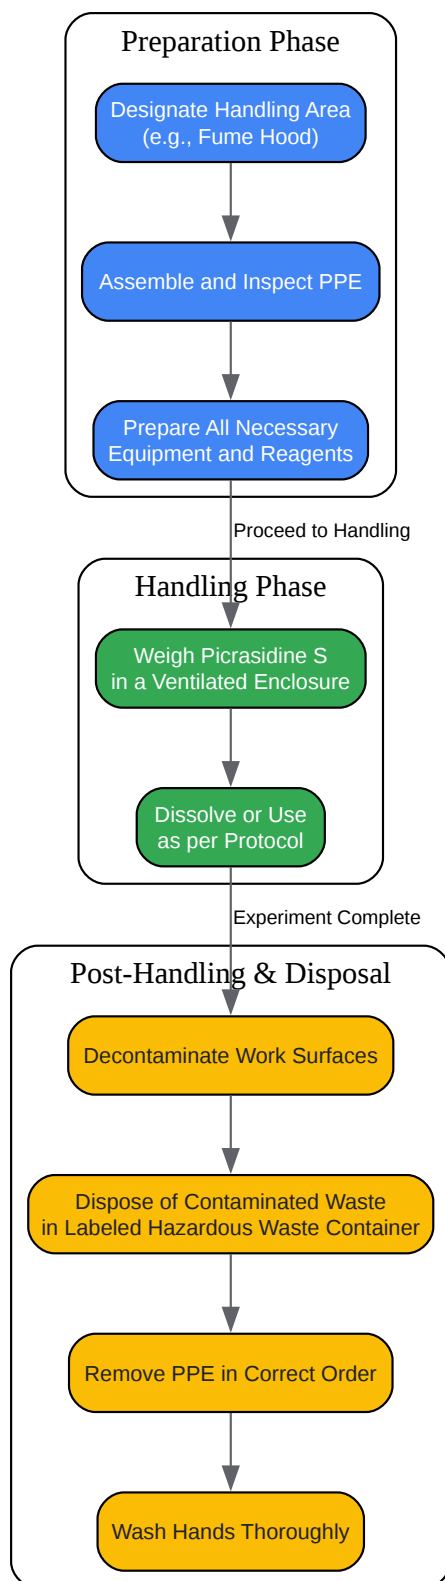 Preparation Phase
Designate Handling Area
(e.g., Fume Hood)
Assemble and Inspect PPE
Prepare All Necessary
Equipment and Reagents
Proceed to Handling
Handling Phase
Weigh Picrasidine S
in a Ventilated Enclosure
Dissolve or Use
as per Protocol
Experiment Complete
Post-Handling & Disposal
Decontaminate Work Surfaces
Dispose of Contaminated Waste
in Labeled Hazardous Waste Container
Remove PPE in Correct Order
Wash Hands Thoroughly